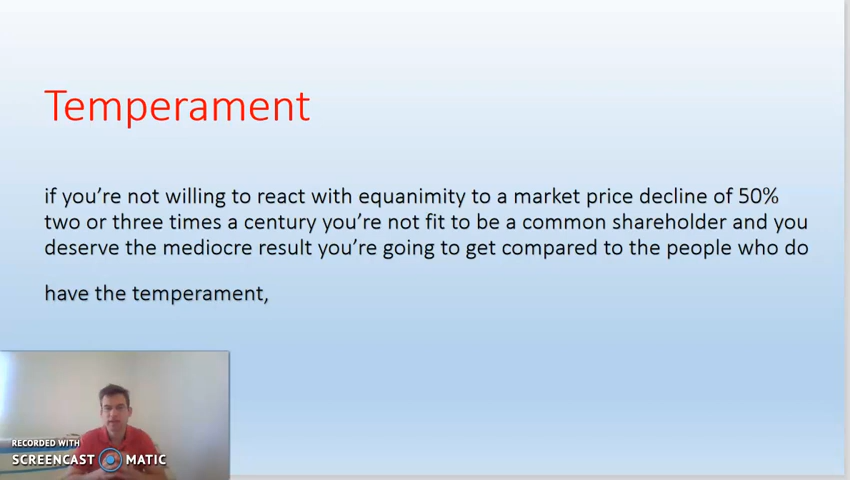 Temperament
if you're not willing to react with equanimity to a market price decline of 50%
two or three times a century you're not fit to be a common shareholder and you
deserve the mediocre result you're going to get compared to the people who do
have the temperament,
RECORDED WITH
SCREENCAST MATIC